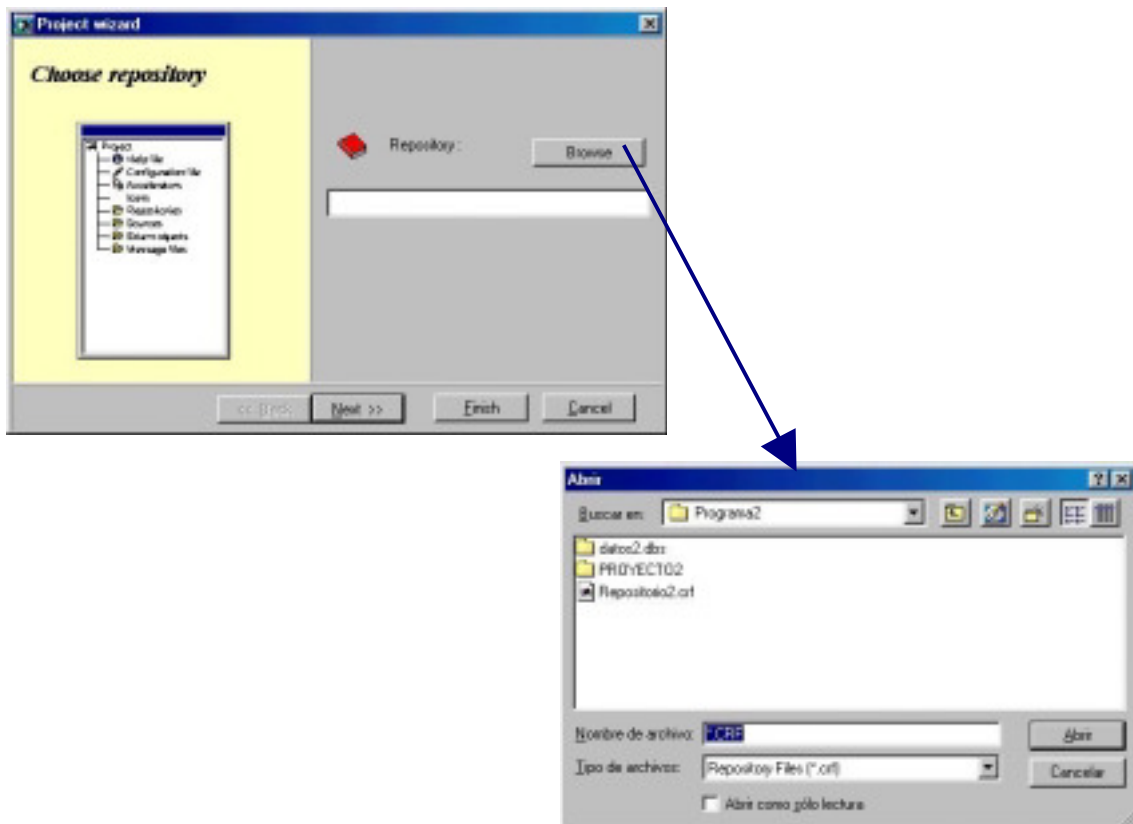 Project wizard
Choose repository
Project
Help file
Configuration file
Accelerators
Icons
Repositories
Sources
Message files
Repository :
Browse
<< Back
Next >>
Finish
Cancel
Abrir
Buscar en:
Programa2
datos2.dbs
PROYECTO2
Repositorio2.crf
Nombre de archivo:
*.CRF
Abrir
Tipo de archivos:
Repository Files (*.crf)
Cancelar
Abrir como sólo lectura